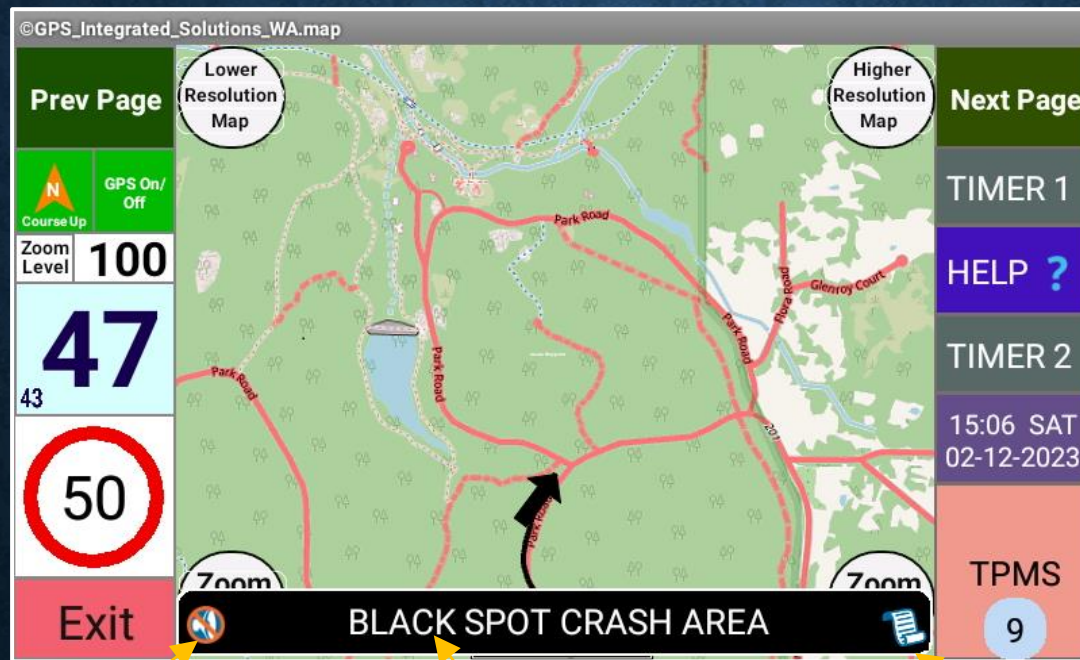 ©GPS_Integrated_Solutions_WA.map
Prev Page
Lower
Resolution
Map
Higher
Resolution
Map
Next Page
N
Course Up
GPS On/
Off
Zoom
Level
100
47
43
50
Exit
Park Road
Park Road
Park Road
Park Road
Park Road
Flora Road
Glenroy Court
201
Zoom
Zoom
BLACK SPOT CRASH AREA
TIMER 1
HELP ?
TIMER 2
15:06 SAT
02-12-2023
TPMS
9